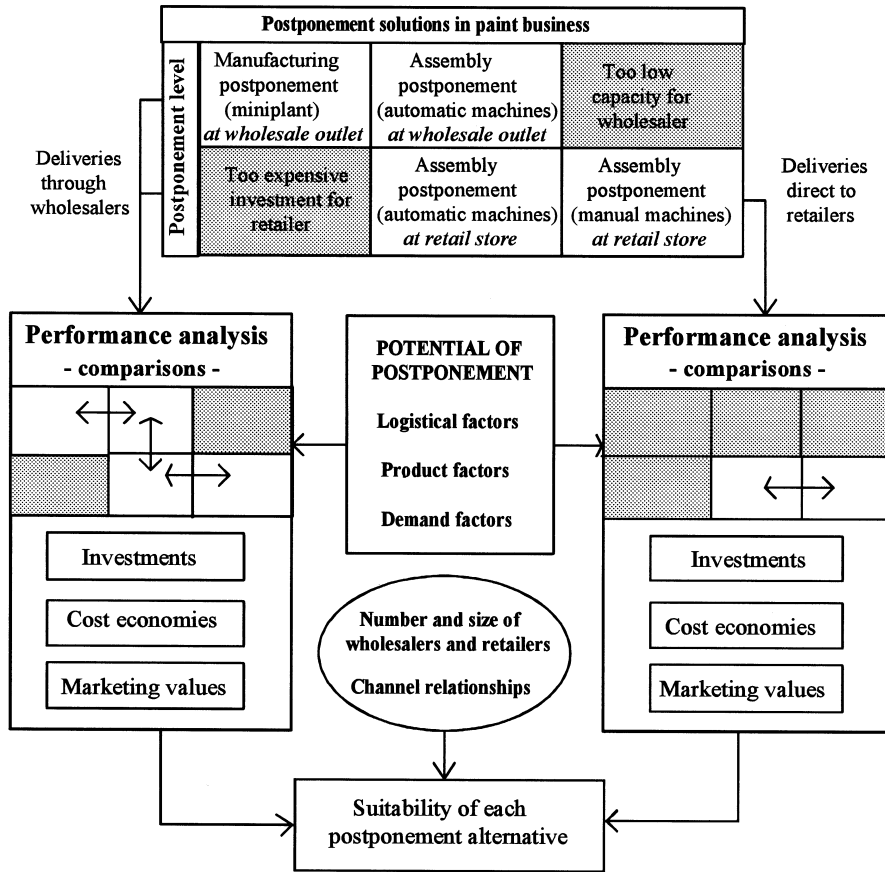 Postponement solutions in paint business
Postponement level
Manufacturing
postponement
(miniplant)
at wholesale outlet
Assembly
postponement
(automatic machines)
at wholesale outlet
Too low
capacity for
wholesaler
Too expensive
investment for
retailer
Assembly
postponement
(automatic machines)
at retail store
Assembly
postponement
(manual machines)
at retail store
Deliveries
through
wholesalers
Deliveries
direct to
retailers
Performance analysis
- comparisons -
Investments
Cost economies
Marketing values
POTENTIAL OF
POSTPONEMENT
Logistical factors
Product factors
Demand factors
Performance analysis
- comparisons -
Investments
Cost economies
Marketing values
Number and size of
wholesalers and retailers
Channel relationships
Suitability of each
postponement alternative